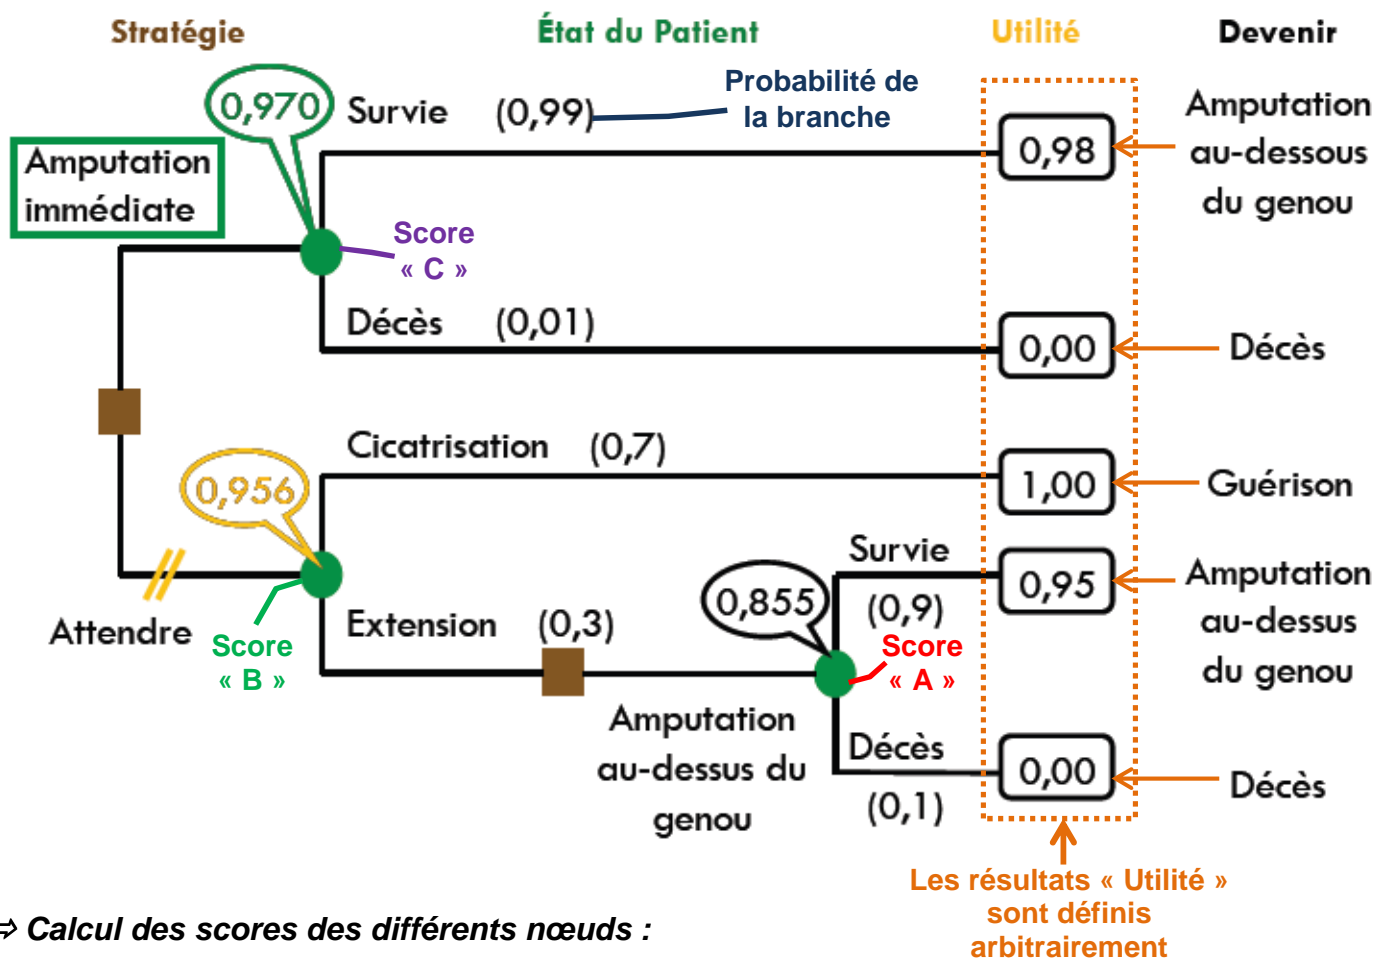 Stratégie
État du Patient
Utilité
Devenir
0,970
Survie (0,99)
Probabilité de
la branche
0,98
Amputation
au-dessous
du genou
Amputation
immédiate
Score
« C »
Décès (0,01)
0,00
Décès
Cicatrisation (0,7)
0,956
1,00
Guérison
Attendre
Score
« B »
Extension (0,3)
0,855
Survie
(0,9)
Score
« A »
0,95
Amputation
au-dessus
du genou
Amputation
au-dessus du
genou
Décès
(0,1)
0,00
Décès
Les résultats « Utilité »
sont définis
arbitrairement
⇨ Calcul des scores des différents nœuds :